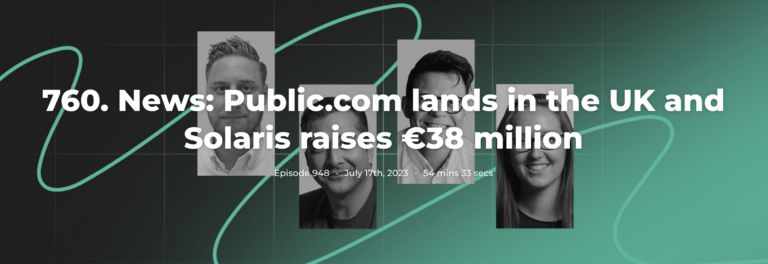 760. News: Public.com lands in the UK and
Solaris raises €38 million
Episode 948 · July 17th, 2023 · 54 mins 33 secs